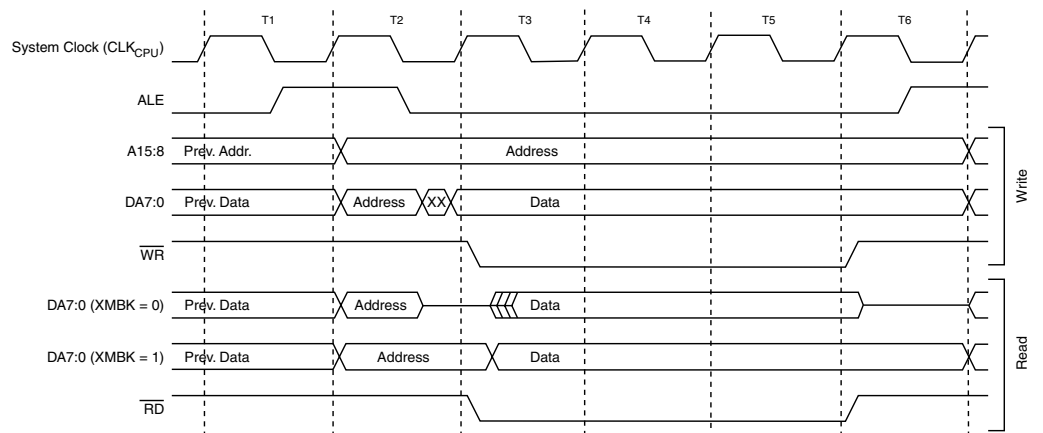 T1 T2 T3 T4 T5 T6
System Clock (CLKCPU)
ALE
A15:8 Prev. Addr. Address
DA7:0 Prev. Data Address XX Data
WR
Write
DA7:0 (XMBK = 0) Prev. Data Address Data
DA7:0 (XMBK = 1) Prev. Data Address Data
RD
Read